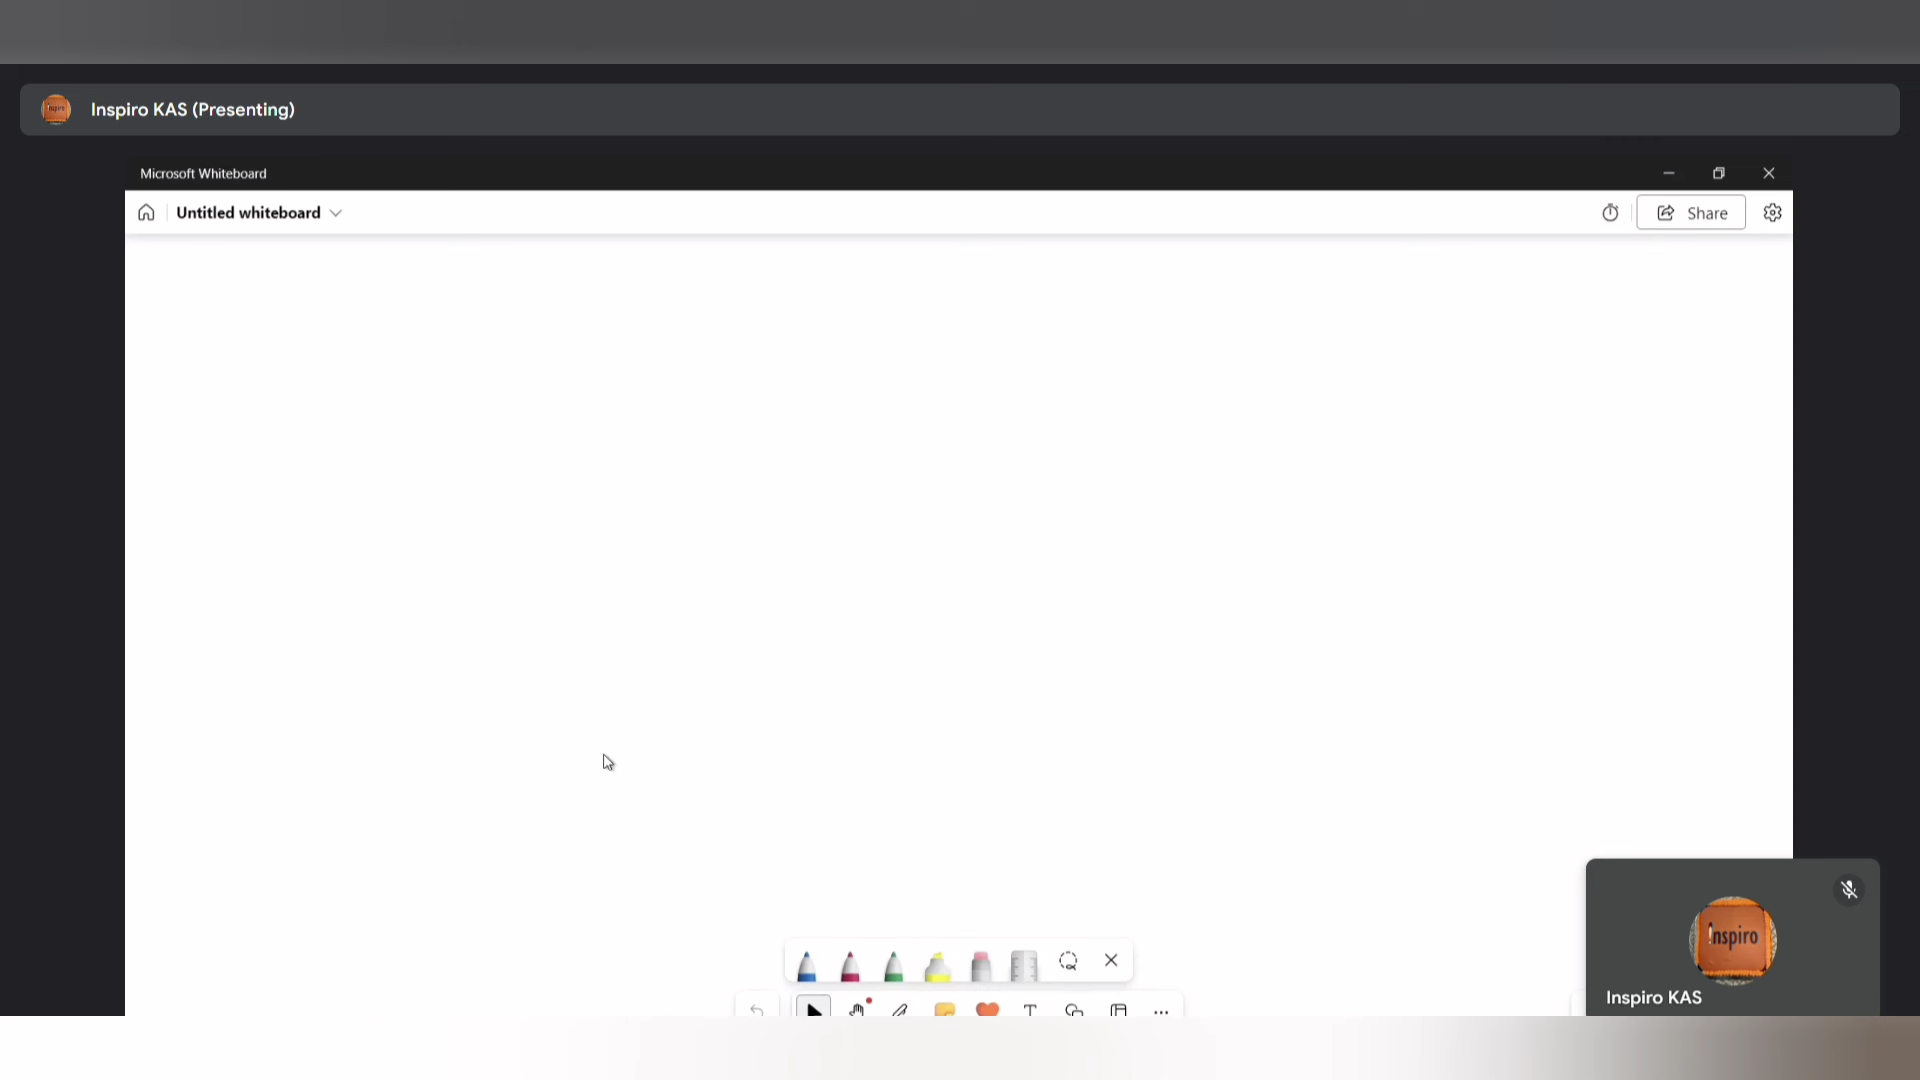 Inspiro KAS (Presenting)
Microsoft Whiteboard
Untitled whiteboard
Share
Inspiro
Inspiro KAS